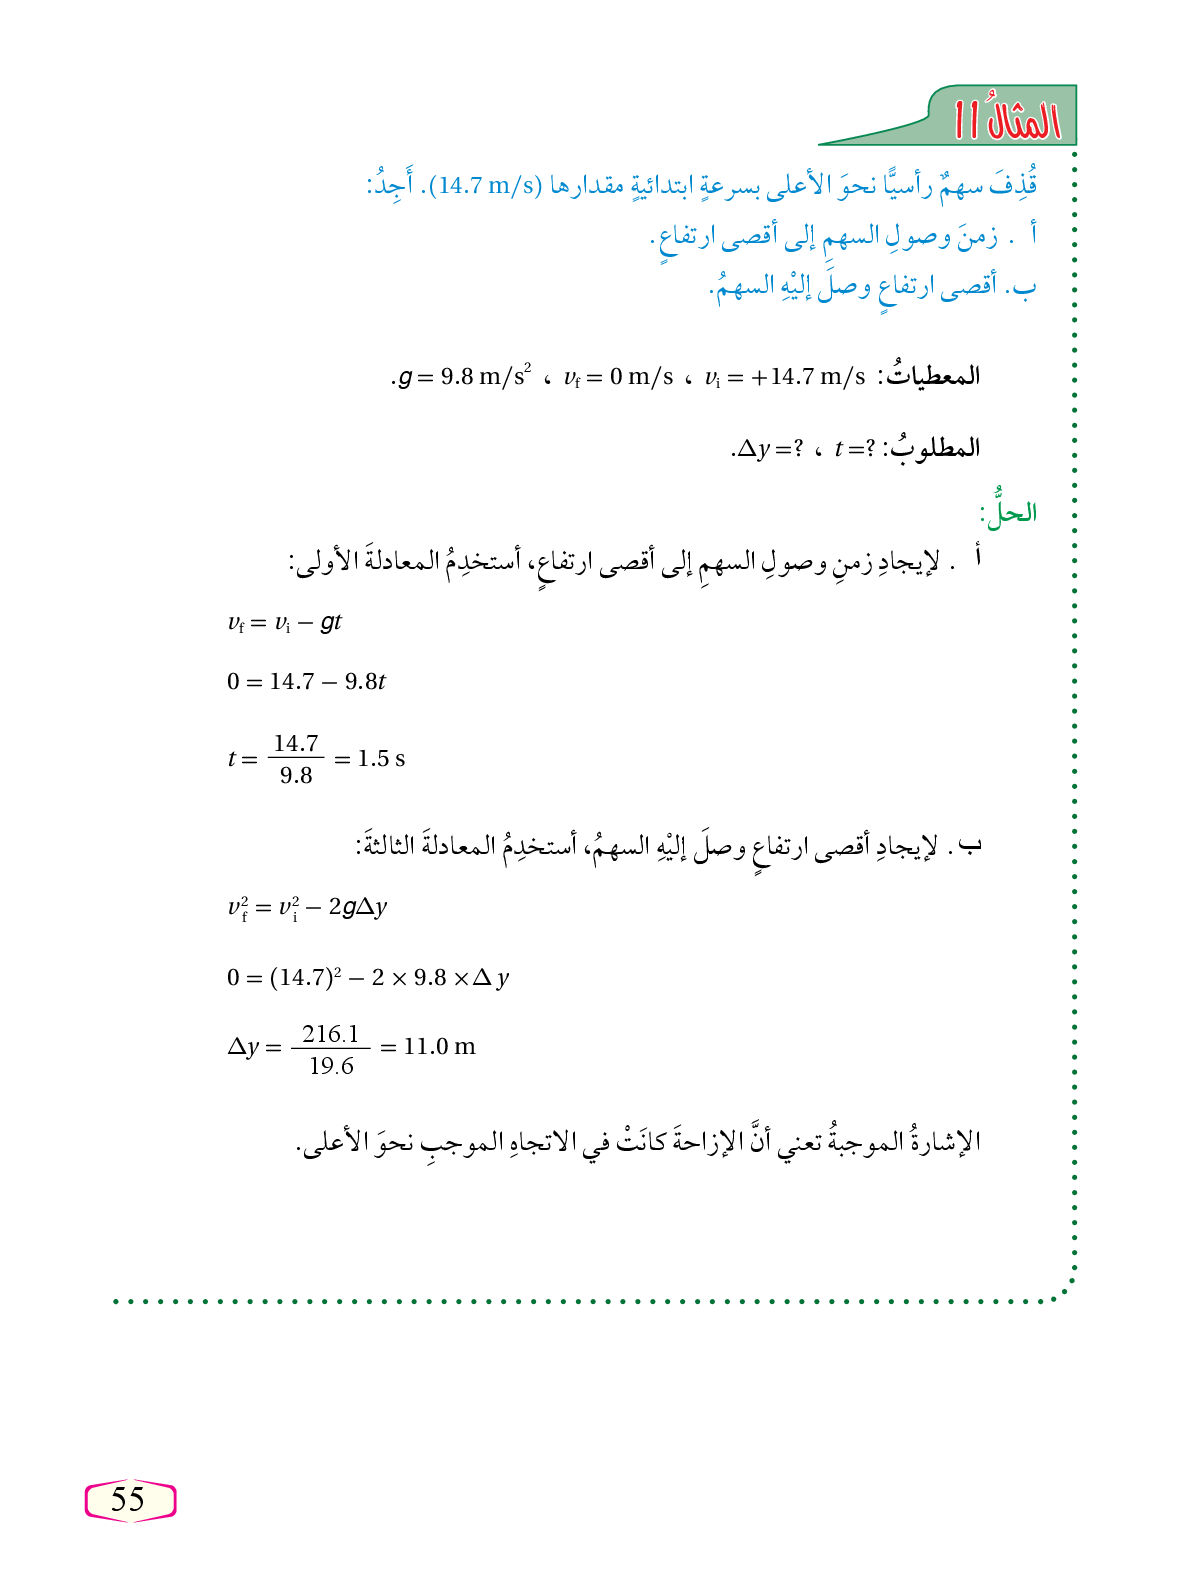 المثالُ 11
قُذِفَ سهمٌ رأسيًّا نحوَ الأعلى بسرعةٍ ابتدائيةٍ مقدارها (14.7 m/s). أَجِدُ:
أ . زمنَ وصولِ السهمِ إلى أقصى ارتفاعٍ.
ب. أقصى ارتفاعٍ وصلَ إليْهِ السهمُ.
المعطياتُ: vi = +14.7 m/s ، vf = 0 m/s ، g = 9.8 m/s².
المطلوبُ: t =? ، Δy =?.
الحلُّ:
أ . لإيجادِ زمنِ وصولِ السهمِ إلى أقصى ارتفاعٍ، أستخدِمُ المعادلةَ الأولى:
vf = vi − gt
0 = 14.7 − 9.8t
t = 14.7/9.8 = 1.5 s
ب. لإيجادِ أقصى ارتفاعٍ وصلَ إليْهِ السهمُ، أستخدِمُ المعادلةَ الثالثةَ:
vf² = vi² − 2gΔy
0 = (14.7)² − 2 × 9.8 × Δy
Δy = 216.1/19.6 = 11.0 m
الإشارةُ الموجبةُ تعني أنَّ الإزاحةَ كانَتْ في الاتجاهِ الموجبِ نحوَ الأعلى.
55